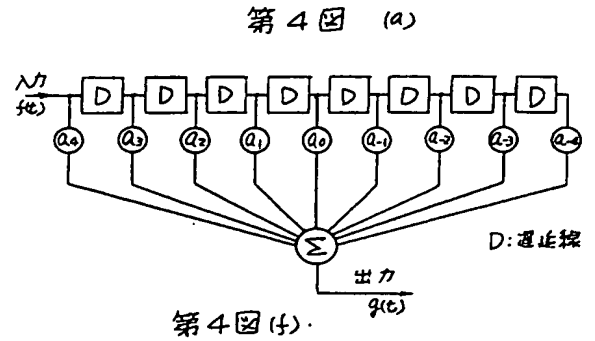 第4図 (a)
入力
f(t)
D D D D D D D D
a4 a3 a2 a1 a0 a-1 a-2 a-3 a-4
Σ
D:遅延線
出力
g(t)
第4図(f).